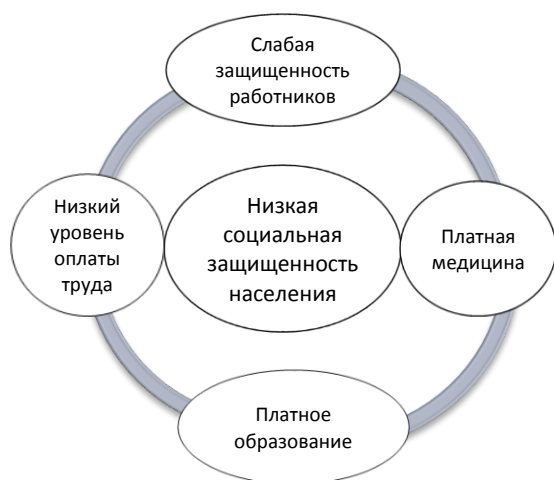 Слабая
защищенность
работников
Низкий
уровень
оплаты
труда
Низкая
социальная
защищенность
населения
Платная
медицина
Платное
образование